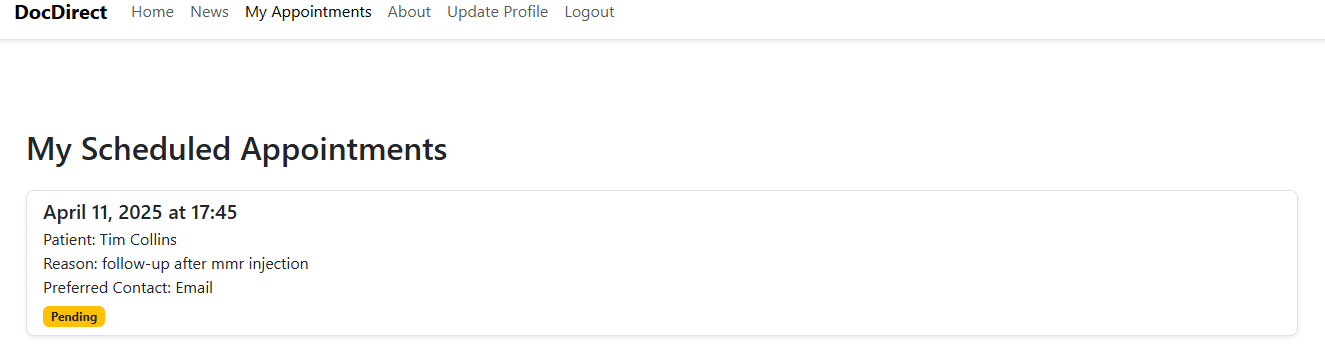 DocDirect Home News My Appointments About Update Profile Logout
My Scheduled Appointments
April 11, 2025 at 17:45
Patient: Tim Collins
Reason: follow-up after mmr injection
Preferred Contact: Email
Pending